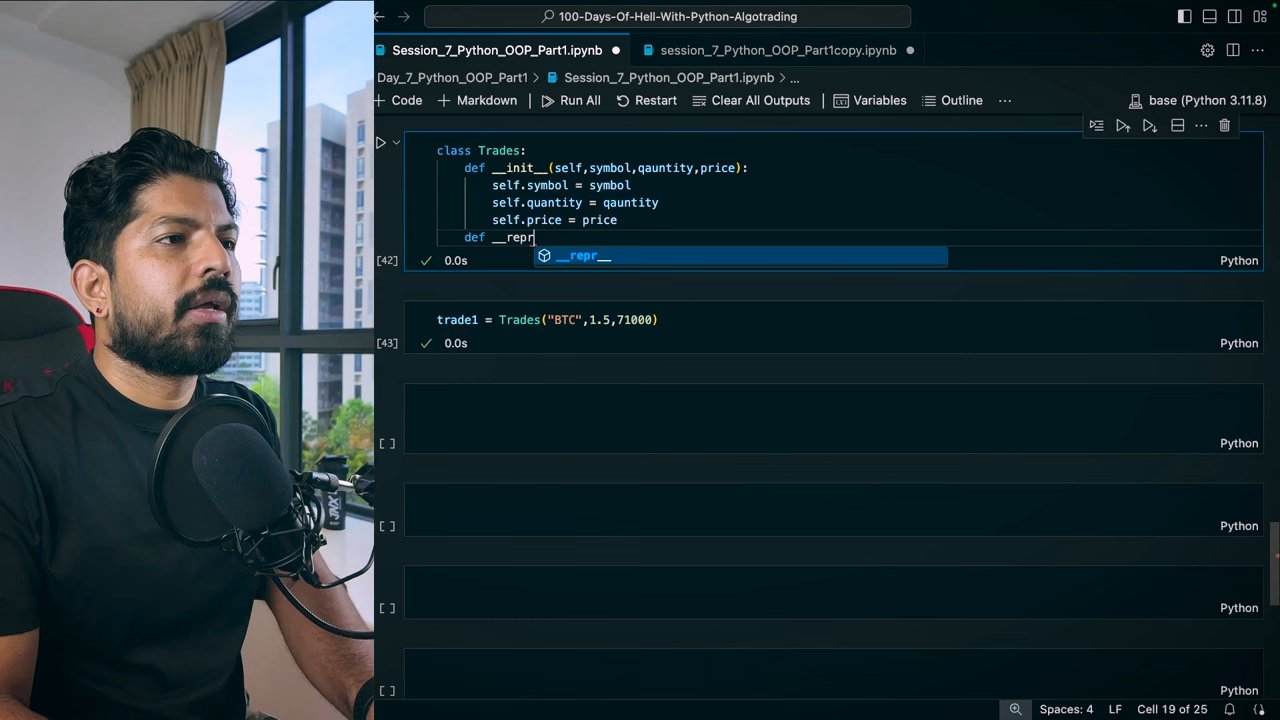 100-Days-Of-Hell-With-Python-Algotrading
Session_7_Python_OOP_Part1.ipynb
session_7_Python_OOP_Part1copy.ipynb
Day_7_Python_OOP_Part1 > Session_7_Python_OOP_Part1.ipynb > ...
+ Code + Markdown | Run All Restart Clear All Outputs | Variables Outline ... base (Python 3.11.8)
class Trades:
def __init__(self,symbol,qauntity,price):
self.symbol = symbol
self.quantity = qauntity
self.price = price
def __repr
__repr__
[42] 0.0s Python
trade1 = Trades("BTC",1.5,71000)
[43] 0.0s Python
[ ] Python
[ ] Python
[ ] Python
[ ] Python
Spaces: 4 LF Cell 19 of 25